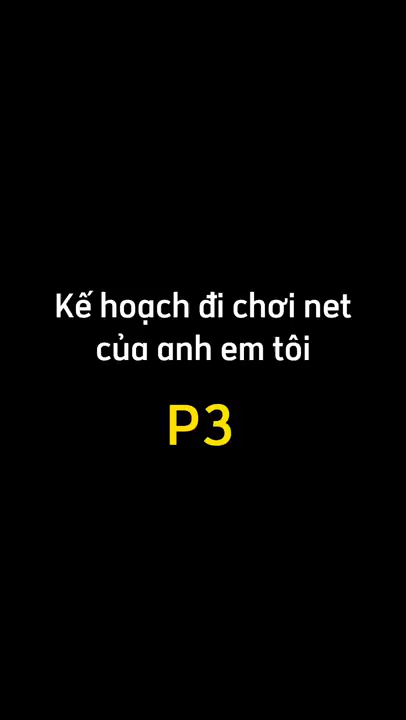 Kế hoạch đi chơi net
của anh em tôi
P3